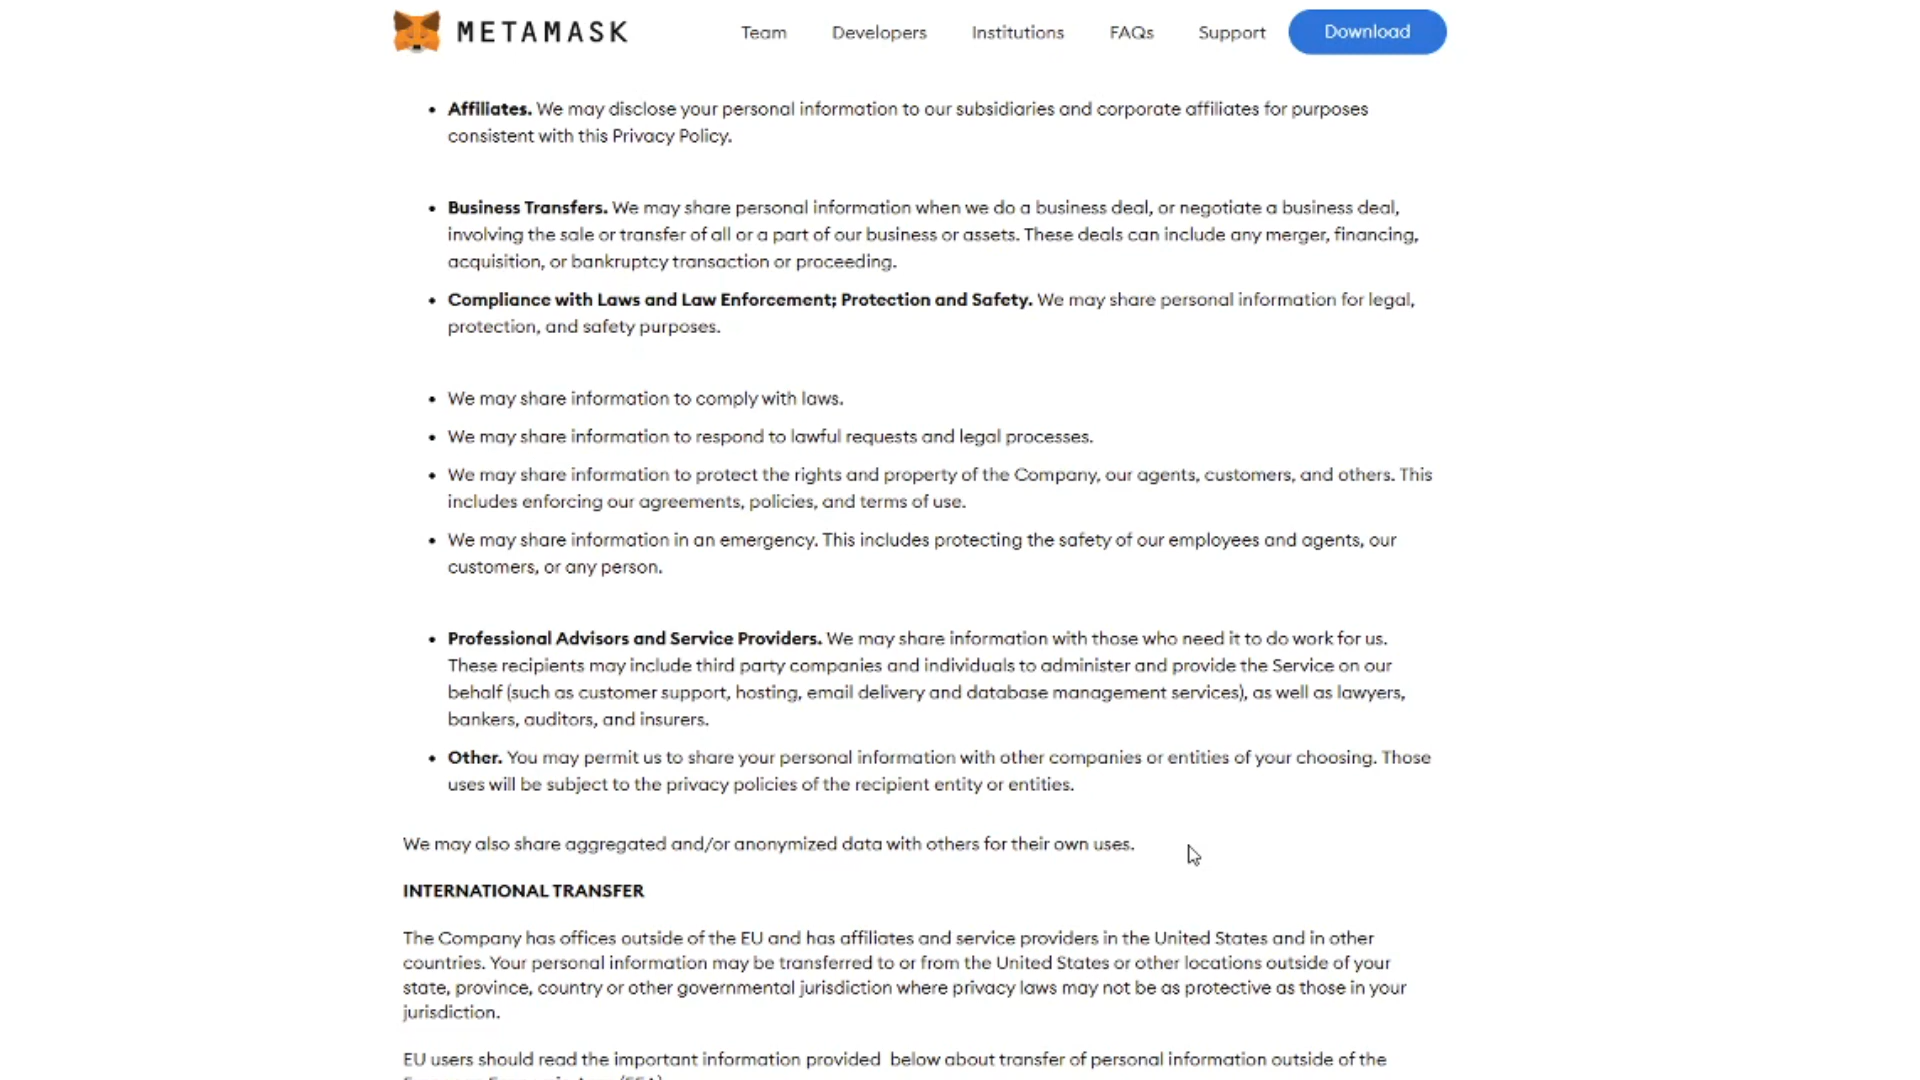 METAMASK
Team Developers Institutions FAQs Support Download
• Affiliates. We may disclose your personal information to our subsidiaries and corporate affiliates for purposes
consistent with this Privacy Policy.
• Business Transfers. We may share personal information when we do a business deal, or negotiate a business deal,
involving the sale or transfer of all or a part of our business or assets. These deals can include any merger, financing,
acquisition, or bankruptcy transaction or proceeding.
• Compliance with Laws and Law Enforcement; Protection and Safety. We may share personal information for legal,
protection, and safety purposes.
• We may share information to comply with laws.
• We may share information to respond to lawful requests and legal processes.
• We may share information to protect the rights and property of the Company, our agents, customers, and others. This
includes enforcing our agreements, policies, and terms of use.
• We may share information in an emergency. This includes protecting the safety of our employees and agents, our
customers, or any person.
• Professional Advisors and Service Providers. We may share information with those who need it to do work for us.
These recipients may include third party companies and individuals to administer and provide the Service on our
behalf (such as customer support, hosting, email delivery and database management services), as well as lawyers,
bankers, auditors, and insurers.
• Other. You may permit us to share your personal information with other companies or entities of your choosing. Those
uses will be subject to the privacy policies of the recipient entity or entities.
We may also share aggregated and/or anonymized data with others for their own uses.
INTERNATIONAL TRANSFER
The Company has offices outside of the EU and has affiliates and service providers in the United States and in other
countries. Your personal information may be transferred to or from the United States or other locations outside of your
state, province, country or other governmental jurisdiction where privacy laws may not be as protective as those in your
jurisdiction.
EU users should read the important information provided below about transfer of personal information outside of the